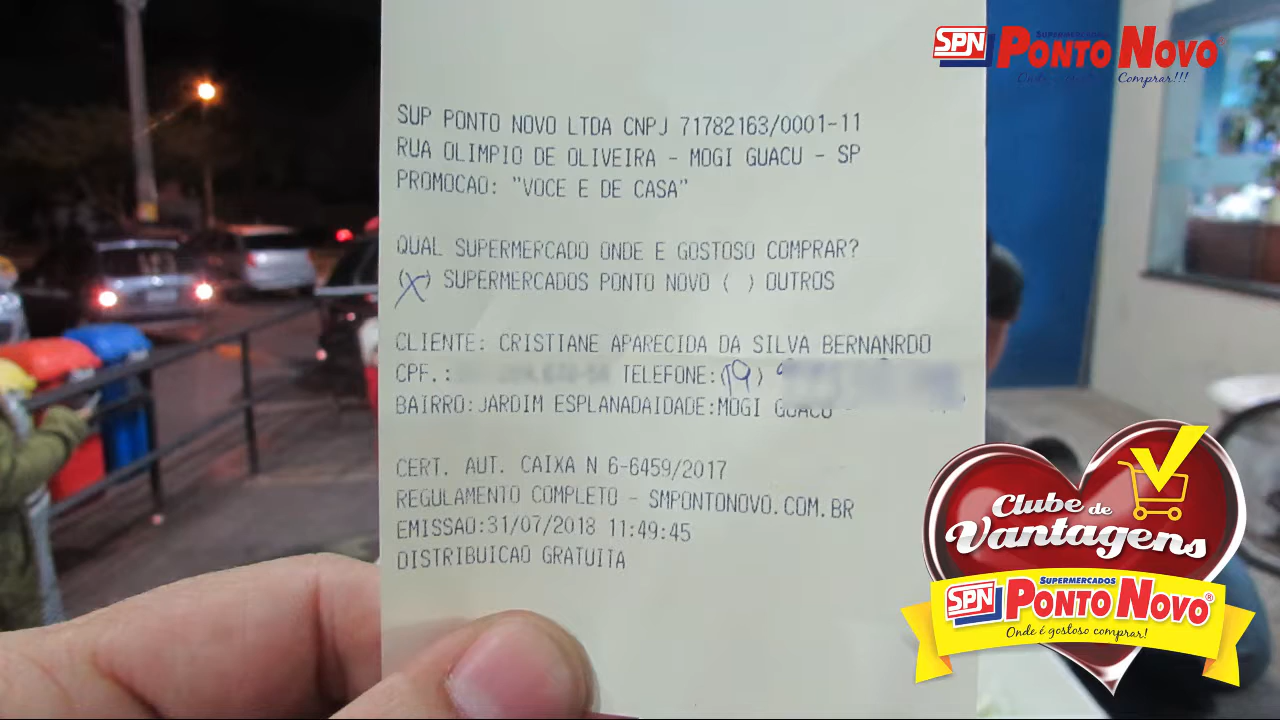 SPN SUPERMERCADOS PONTO NOVO®
Onde é gostoso Comprar!!!
SUP PONTO NOVO LTDA CNPJ 71782163/0001-11
RUA OLIMPIO DE OLIVEIRA - MOGI GUACU - SP
PROMOCAO: "VOCE E DE CASA"
QUAL SUPERMERCADO ONDE E GOSTOSO COMPRAR?
(X) SUPERMERCADOS PONTO NOVO ( ) OUTROS
CLIENTE: CRISTIANE APARECIDA DA SILVA BERNANRDO
CPF.: TELEFONE:(19)
BAIRRO:JARDIM ESPLANADAIDADE:MOGI GUACU -
CERT. AUT. CAIXA N 6-6459/2017
REGULAMENTO COMPLETO - SMPONTONOVO.COM.BR
EMISSAO:31/07/2018 11:49:45
DISTRIBUICAO GRATUITA
Clube de
Vantagens
SUPERMERCADOS
SPN PONTO NOVO®
Onde é gostoso comprar!